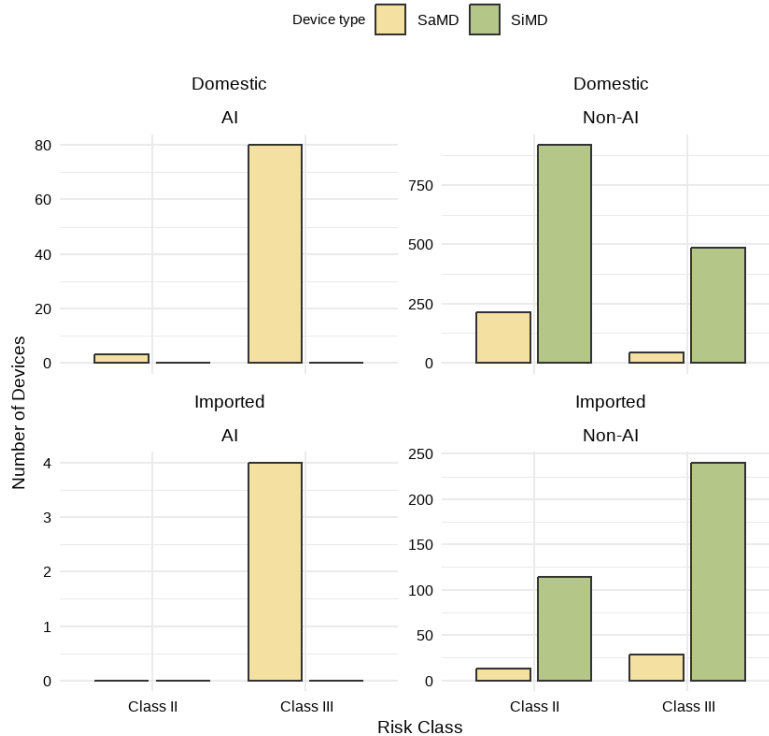 Device type SaMD SiMD
Domestic Domestic
AI Non-AI
80
60
40
20
0
750
500
250
0
Number of Devices
Imported Imported
AI Non-AI
4
3
2
1
0
250
200
150
100
50
0
Class II Class III Class II Class III
Risk Class